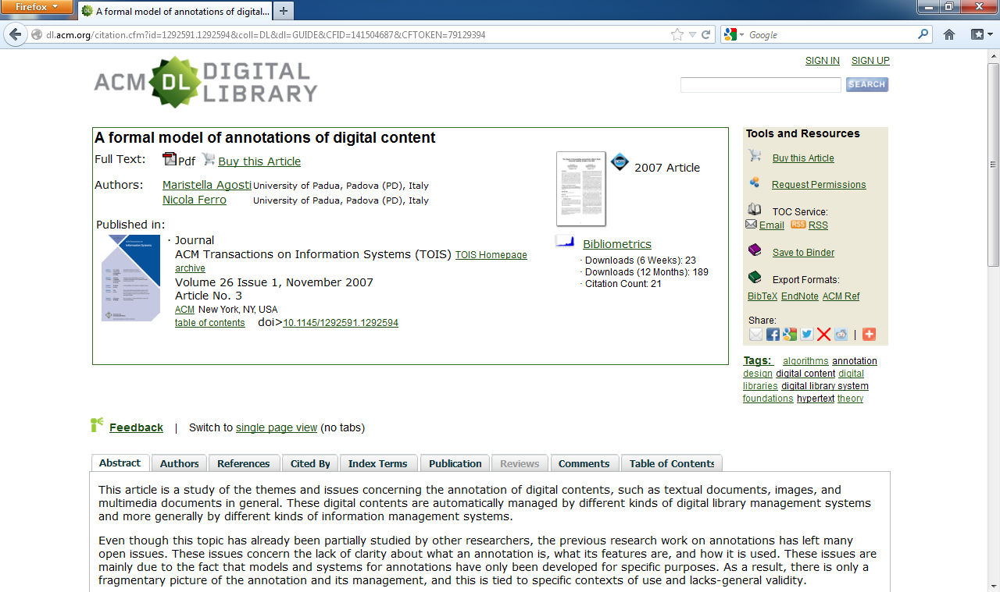 Firefox
A formal model of annotations of digital...
dl.acm.org/citation.cfm?id=1292591.1292594&coll=DL&dl=GUIDE&CFID=141504687&CFTOKEN=79129394
Google
SIGN IN SIGN UP
ACM DL DIGITAL LIBRARY
SEARCH
A formal model of annotations of digital content
Full Text: Pdf Buy this Article
2007 Article
Authors: Maristella Agosti University of Padua, Padova (PD), Italy
Nicola Ferro University of Padua, Padova (PD), Italy
Published in:
· Journal
ACM Transactions on Information Systems (TOIS) TOIS Homepage
archive
Volume 26 Issue 1, November 2007
Article No. 3
ACM New York, NY, USA
table of contents doi>10.1145/1292591.1292594
Bibliometrics
· Downloads (6 Weeks): 23
· Downloads (12 Months): 189
· Citation Count: 21
Tools and Resources
Buy this Article
Request Permissions
TOC Service:
Email RSS RSS
Save to Binder
Export Formats:
BibTeX EndNote ACM Ref
Share:
|
Tags: algorithms annotation
design digital content digital
libraries digital library system
foundations hypertext theory
Feedback | Switch to single page view (no tabs)
Abstract Authors References Cited By Index Terms Publication Reviews Comments Table of Contents
This article is a study of the themes and issues concerning the annotation of digital contents, such as textual documents, images, and
multimedia documents in general. These digital contents are automatically managed by different kinds of digital library management systems
and more generally by different kinds of information management systems.
Even though this topic has already been partially studied by other researchers, the previous research work on annotations has left many
open issues. These issues concern the lack of clarity about what an annotation is, what its features are, and how it is used. These issues are
mainly due to the fact that models and systems for annotations have only been developed for specific purposes. As a result, there is only a
fragmentary picture of the annotation and its management, and this is tied to specific contexts of use and lacks-general validity.